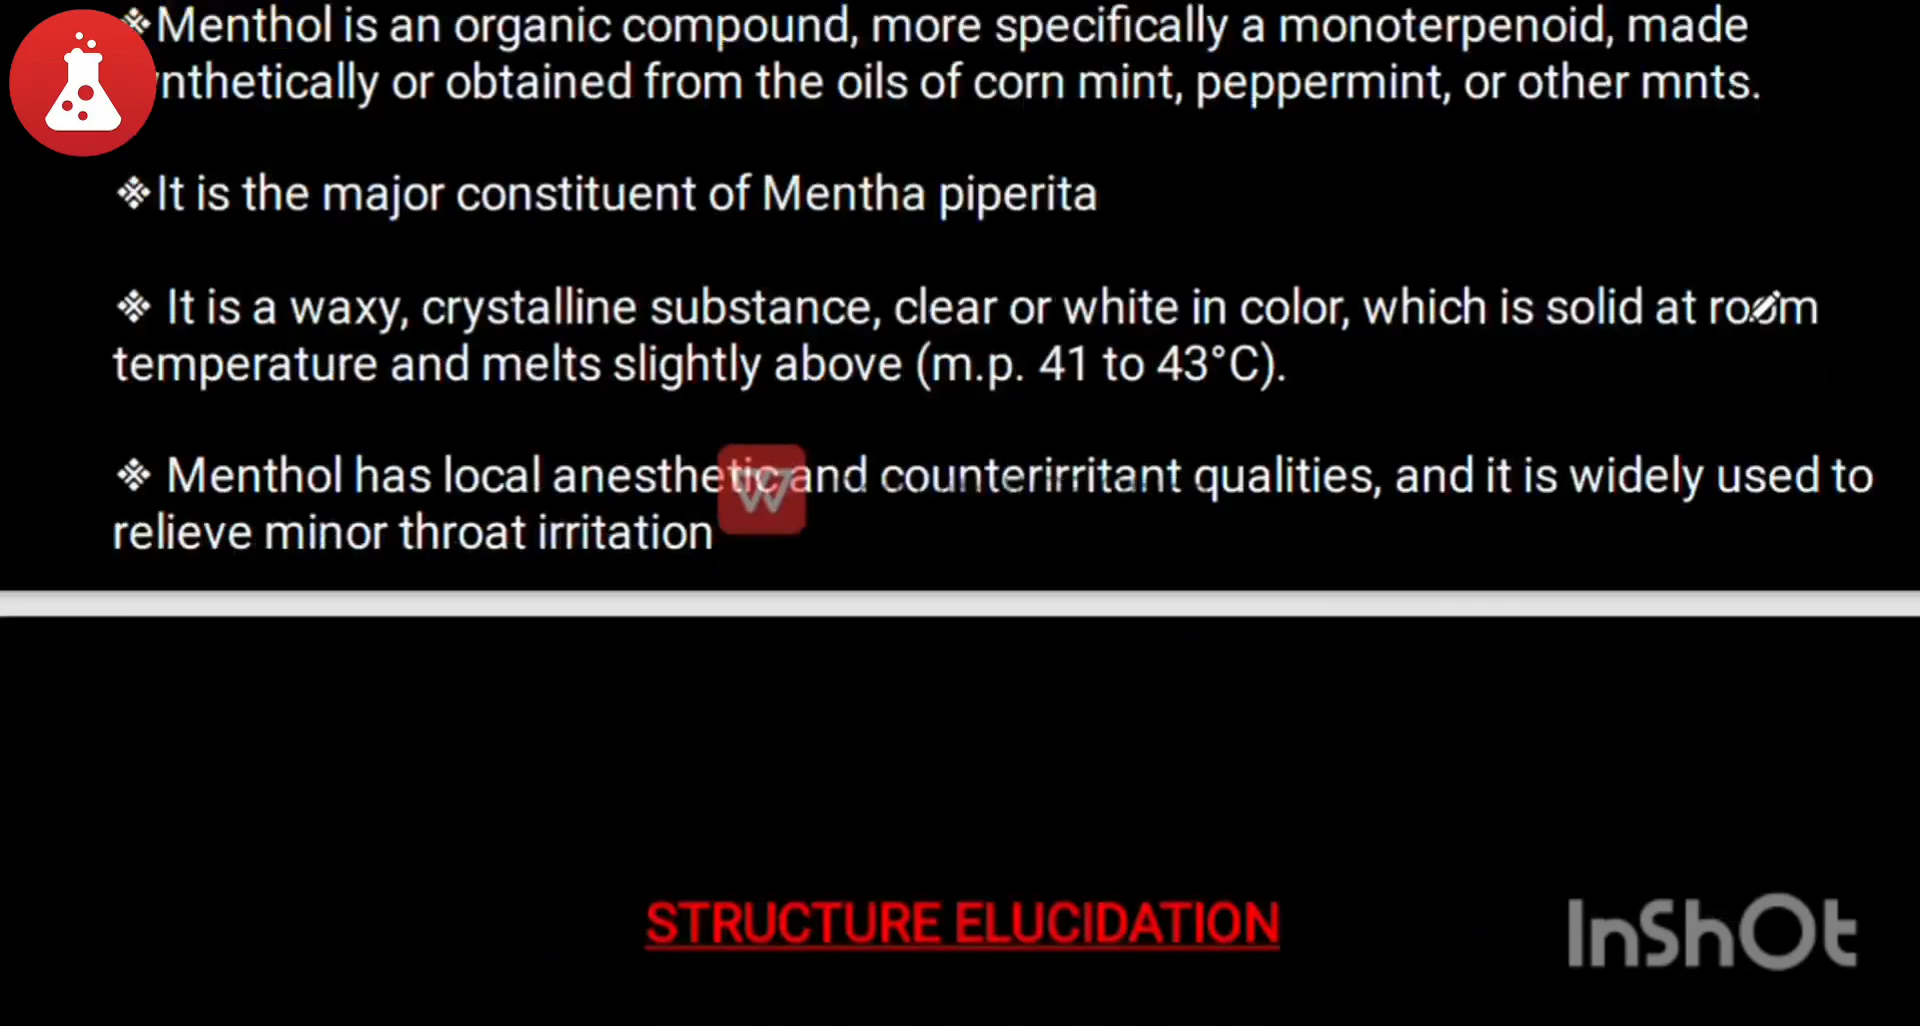 ❖Menthol is an organic compound, more specifically a monoterpenoid, made
nthetically or obtained from the oils of corn mint, peppermint, or other mnts.
❖It is the major constituent of Mentha piperita
❖ It is a waxy, crystalline substance, clear or white in color, which is solid at room
temperature and melts slightly above (m.p. 41 to 43°C).
❖ Menthol has local anesthetic and counterirritant qualities, and it is widely used to
relieve minor throat irritation
W
STRUCTURE ELUCIDATION
InShOt